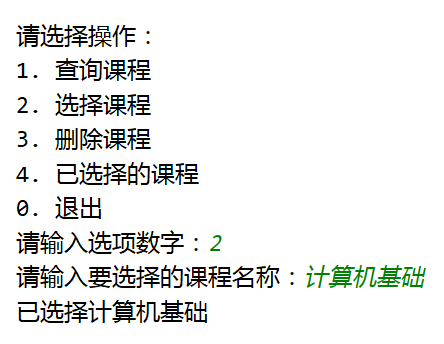 请选择操作：
1. 查询课程
2. 选择课程
3. 删除课程
4. 已选择的课程
0. 退出
请输入选项数字：2
请输入要选择的课程名称：计算机基础
已选择计算机基础